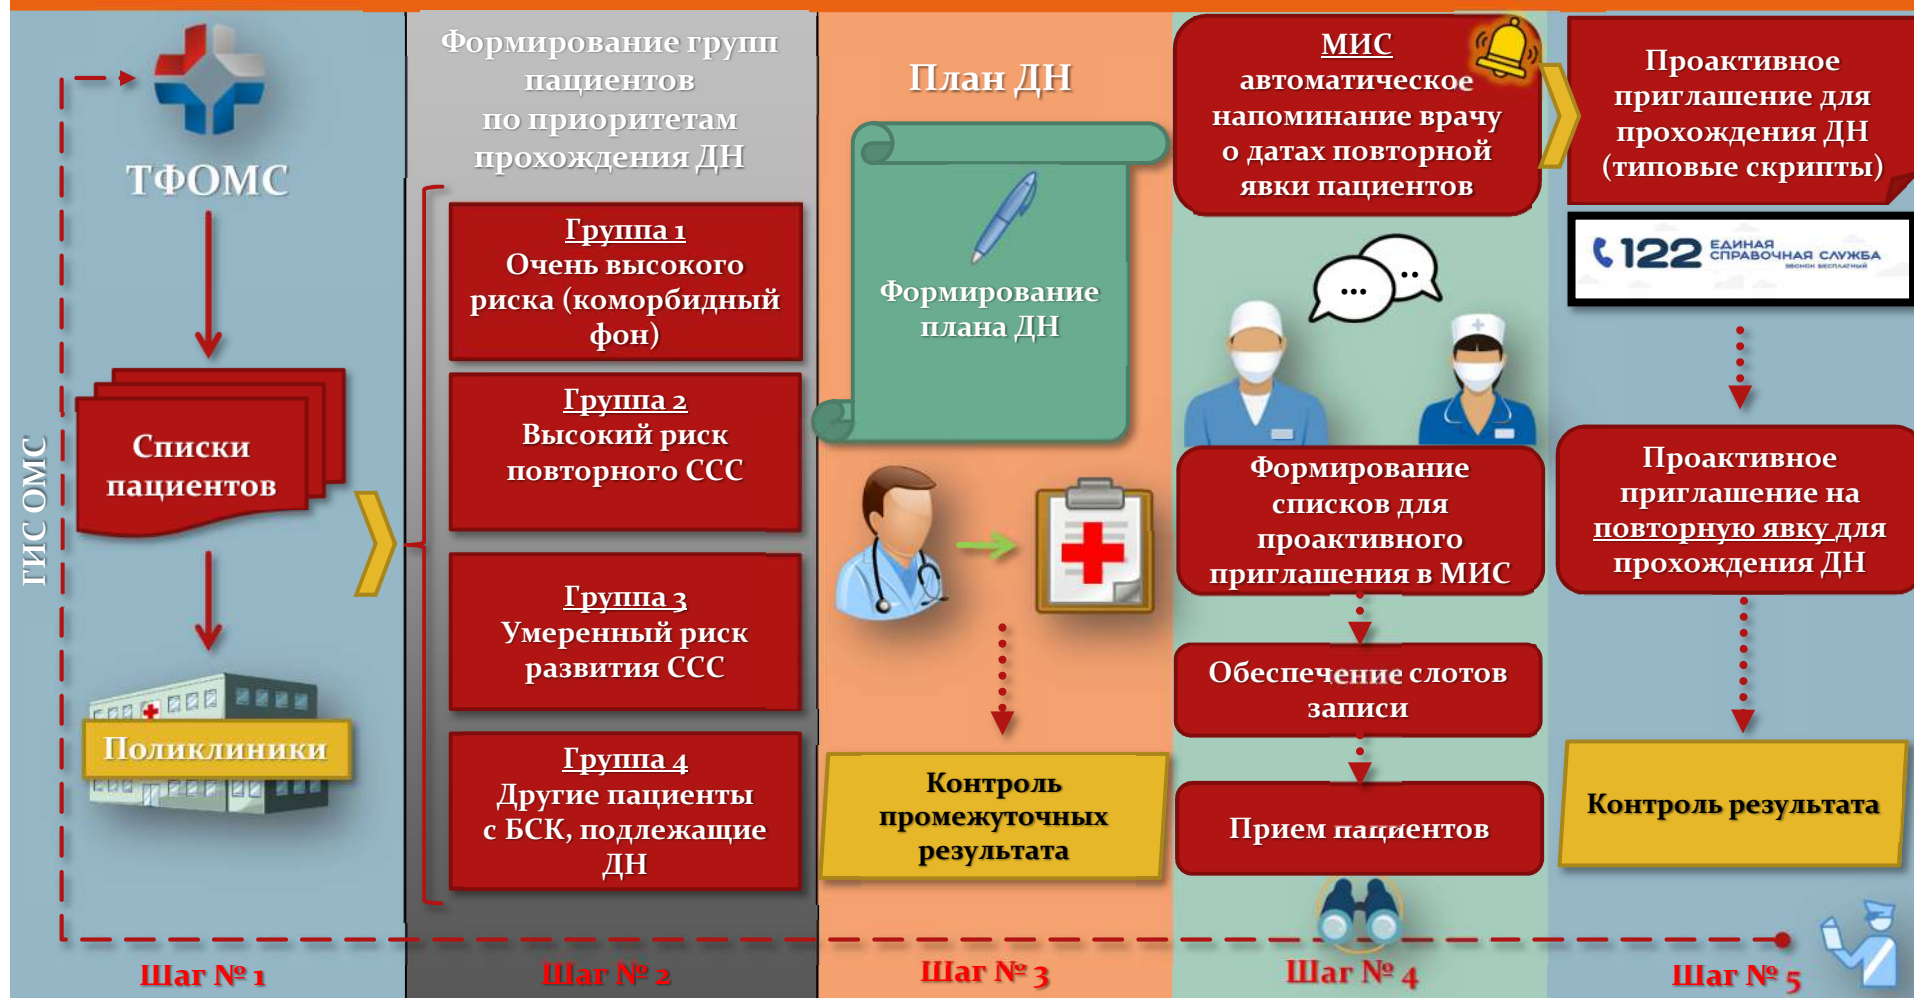 ТФОМС
Списки
пациентов
Поликлиники
ГИС ОМС
Шаг № 1
Формирование групп
пациентов
по приоритетам
прохождения ДН
Группа 1
Очень высокого
риска (коморбидный
фон)
Группа 2
Высокий риск
повторного ССС
Группа 3
Умеренный риск
развития ССС
Группа 4
Другие пациенты
с БСК, подлежащие
ДН
Шаг № 2
План ДН
Формирование
плана ДН
Контроль
промежуточных
результата
Шаг № 3
МИС
автоматическое
напоминание врачу
о датах повторной
явки пациентов
... ..
Формирование
списков для
проактивного
приглашения в МИС
Обеспечение слотов
записи
Прием пациентов
Шаг № 4
Проактивное
приглашение для
прохождения ДН
(типовые скрипты)
122 ЕДИНАЯ
СПРАВОЧНАЯ СЛУЖБА
ЗВОНОК БЕСПЛАТНЫЙ
Проактивное
приглашение на
повторную явку для
прохождения ДН
Контроль результата
Шаг № 5